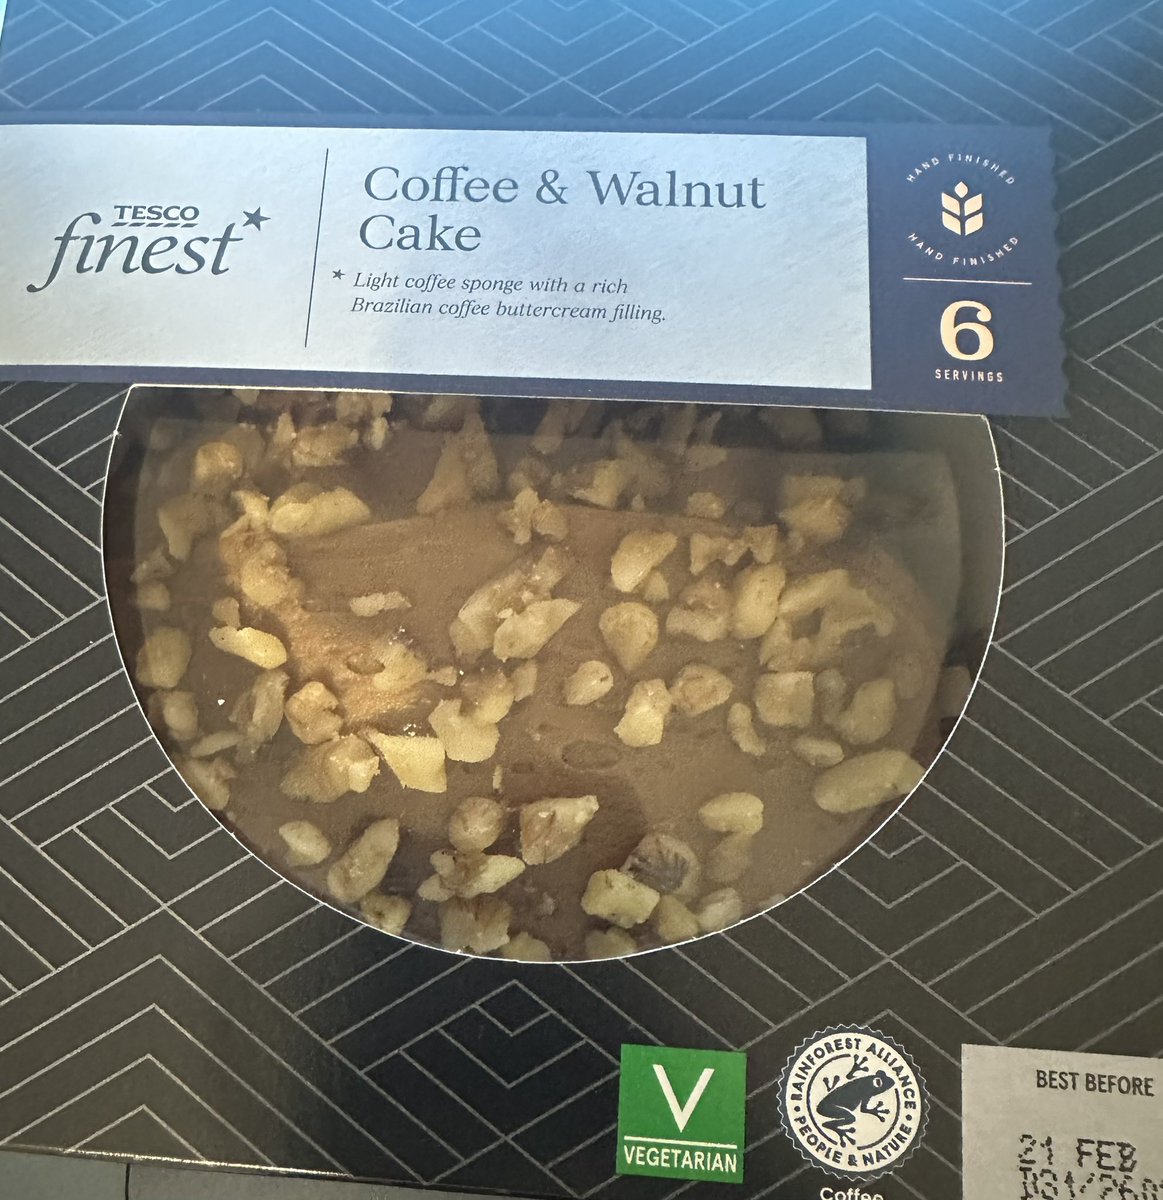 TESCO
finest*
Coffee & Walnut
Cake
* Light coffee sponge with a rich
Brazilian coffee buttercream filling.
HAND FINISHED
HAND FINISHED
6
SERVINGS
V
VEGETARIAN
RAINFOREST ALLIANCE
PEOPLE & NATURE
Coffee
BEST BEFORE
21 FEB